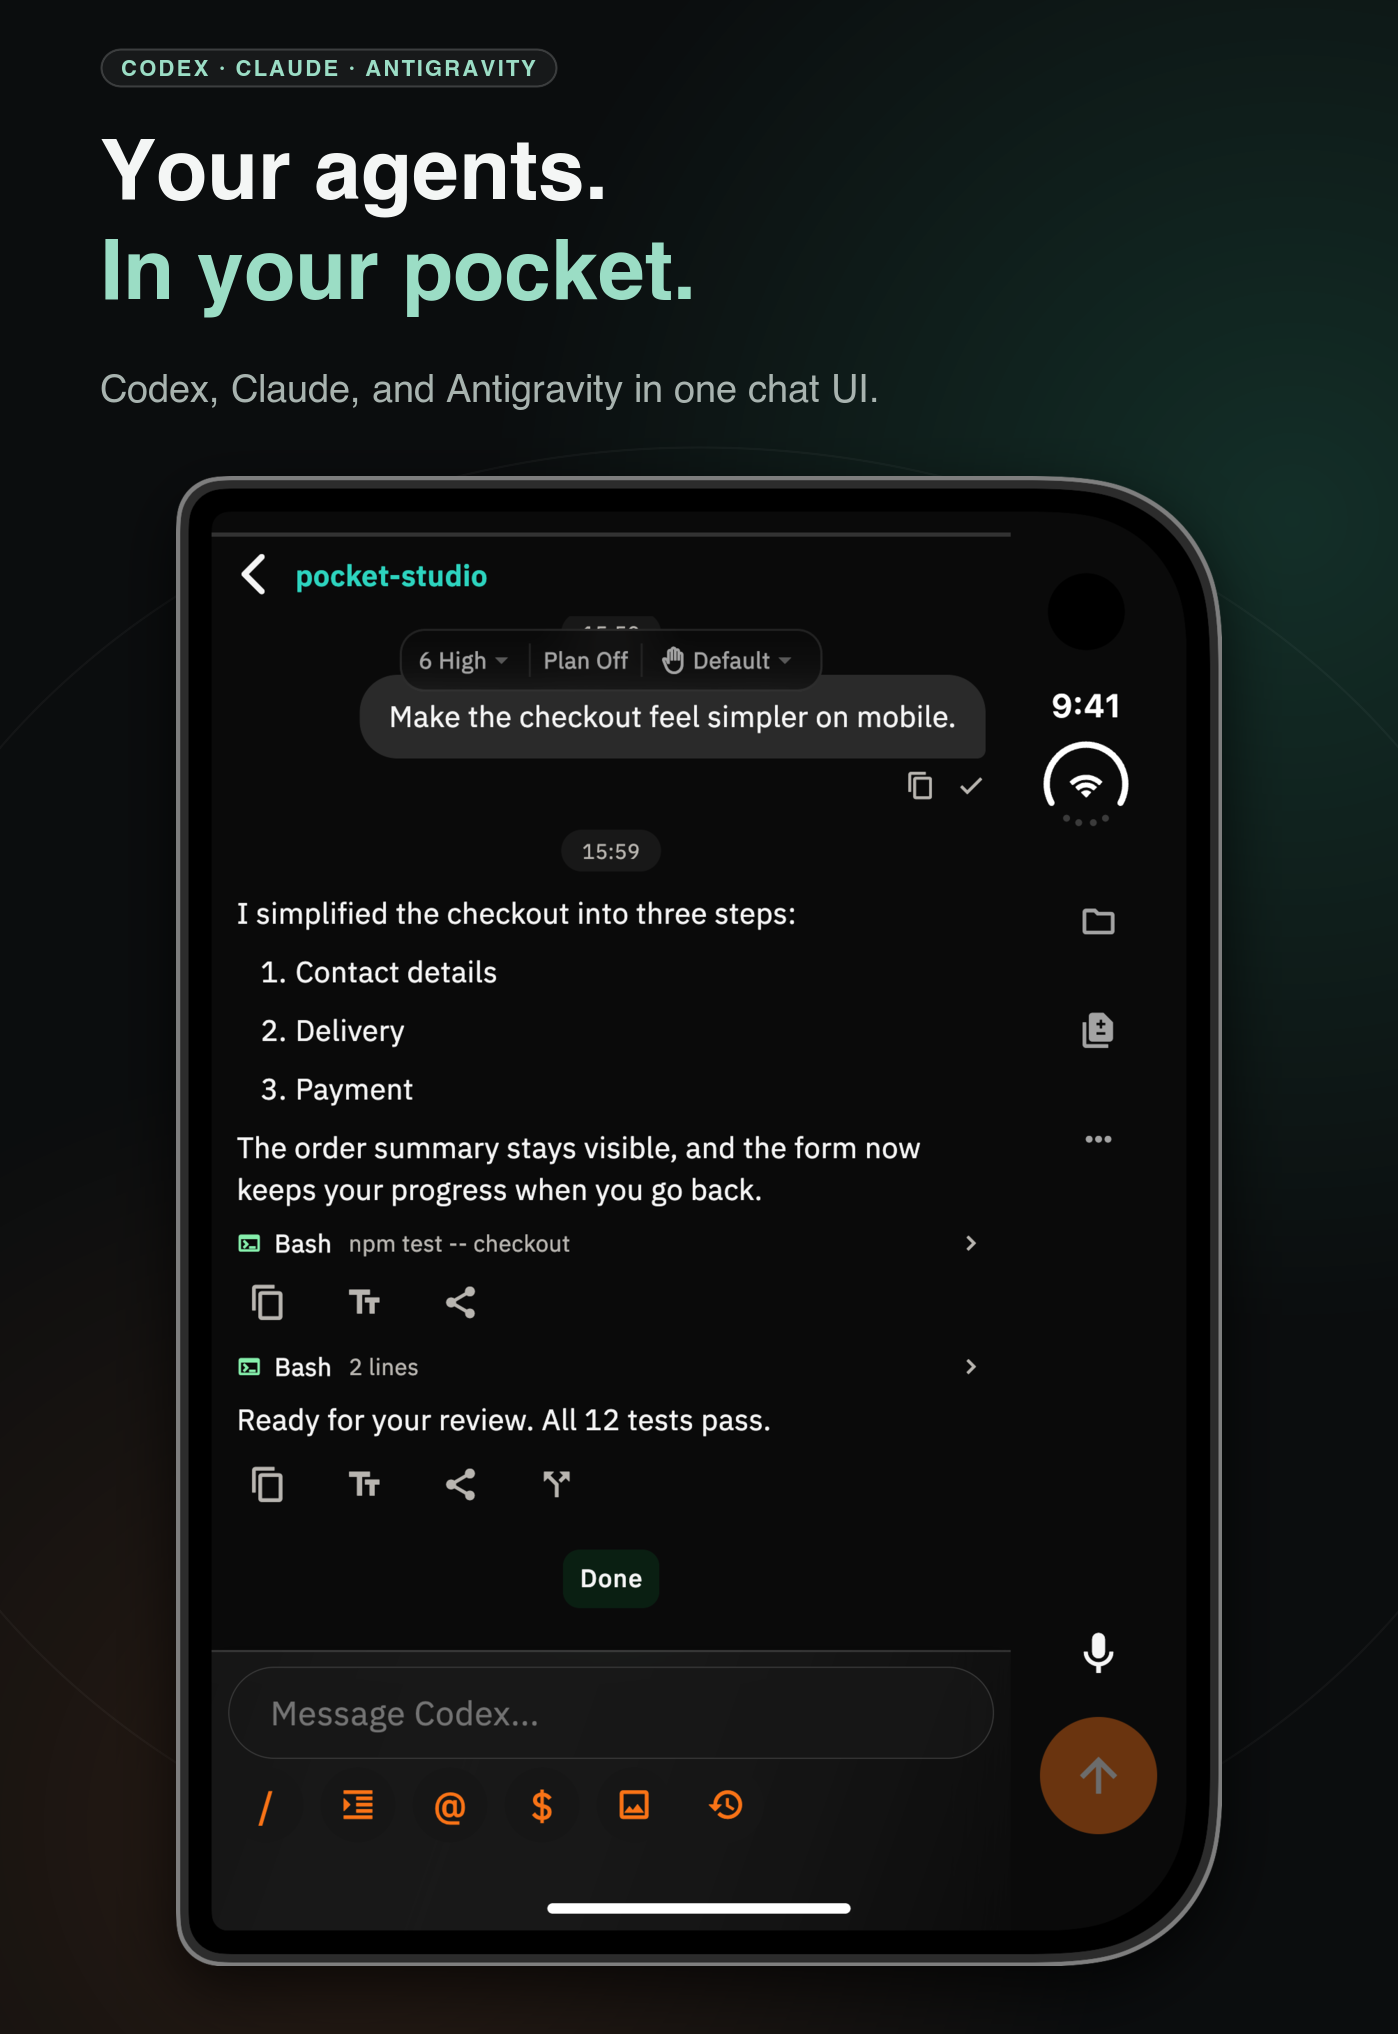 CODEX · CLAUDE · ANTIGRAVITY
Your agents.
In your pocket.
Codex, Claude, and Antigravity in one chat UI.
pocket-studio
9:41
6 High
Plan Off
Default
Make the checkout feel simpler on mobile.
15:59
I simplified the checkout into three steps:
1. Contact details
2. Delivery
3. Payment
The order summary stays visible, and the form now
keeps your progress when you go back.
Bash npm test -- checkout
Bash 2 lines
Ready for your review. All 12 tests pass.
Done
Message Codex...
/ @ $